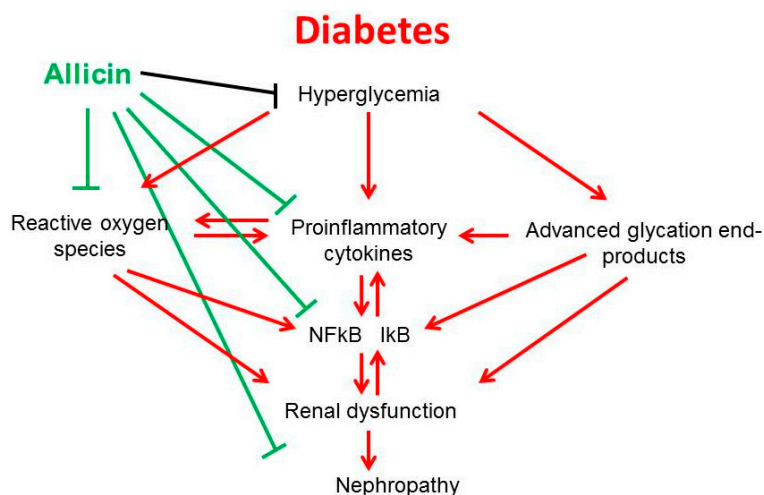 Diabetes
Allicin
Hyperglycemia
Reactive oxygen
species
Proinflammatory
cytokines
Advanced glycation end-
products
NFkB IkB
Renal dysfunction
Nephropathy